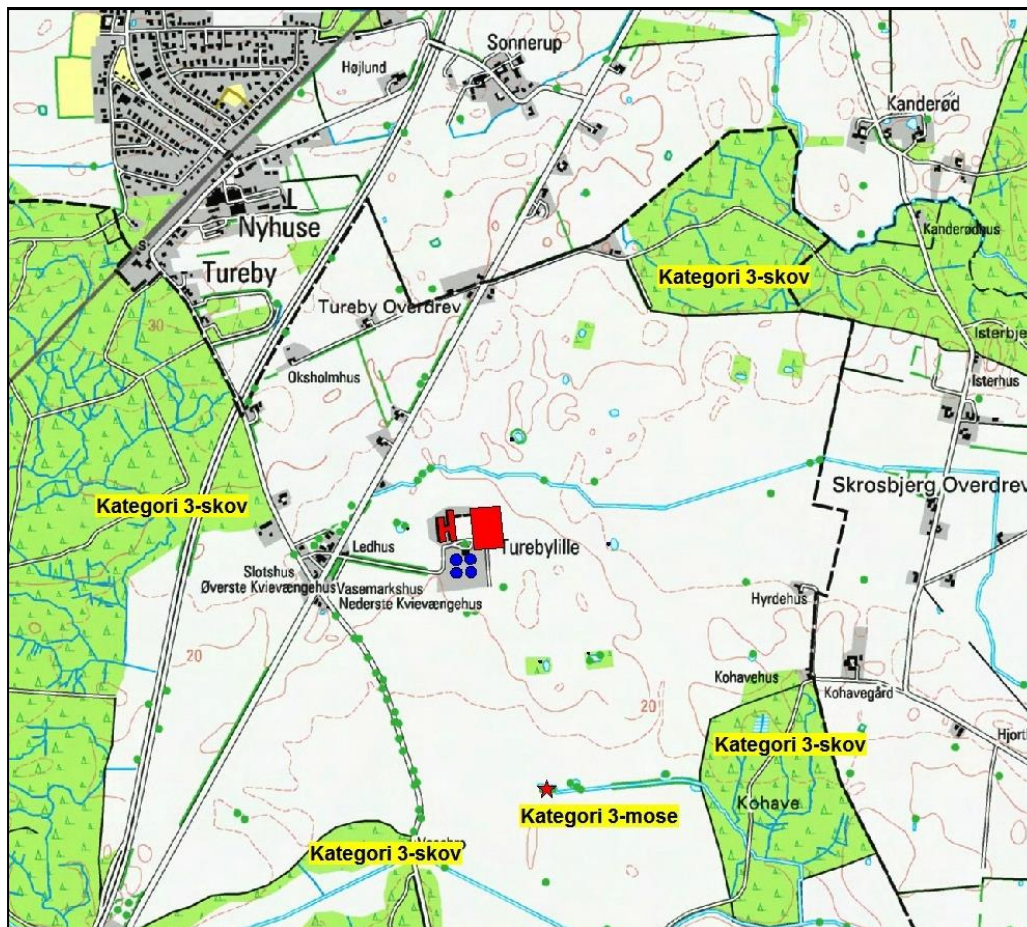 Sonnerup
Højlund
Kanderød
Nyhuse
Kanderødhus
S
Tureby
Kategori 3-skov
30
Tureby Overdrev
Isterbje
Oksholmhus
Isterhus
Skrosbjerg Overdrev
Kategori 3-skov
Ledhus
Turebylille
Slotshus
Øverste Kvievængehus
Vasemarkshus
Nederste Kvievængehus
Hyrdehus
20
Kohavehus
Kohavegård
20
Hjort
Kategori 3-skov
Kohave
Kategori 3-mose
Kategori 3-skov